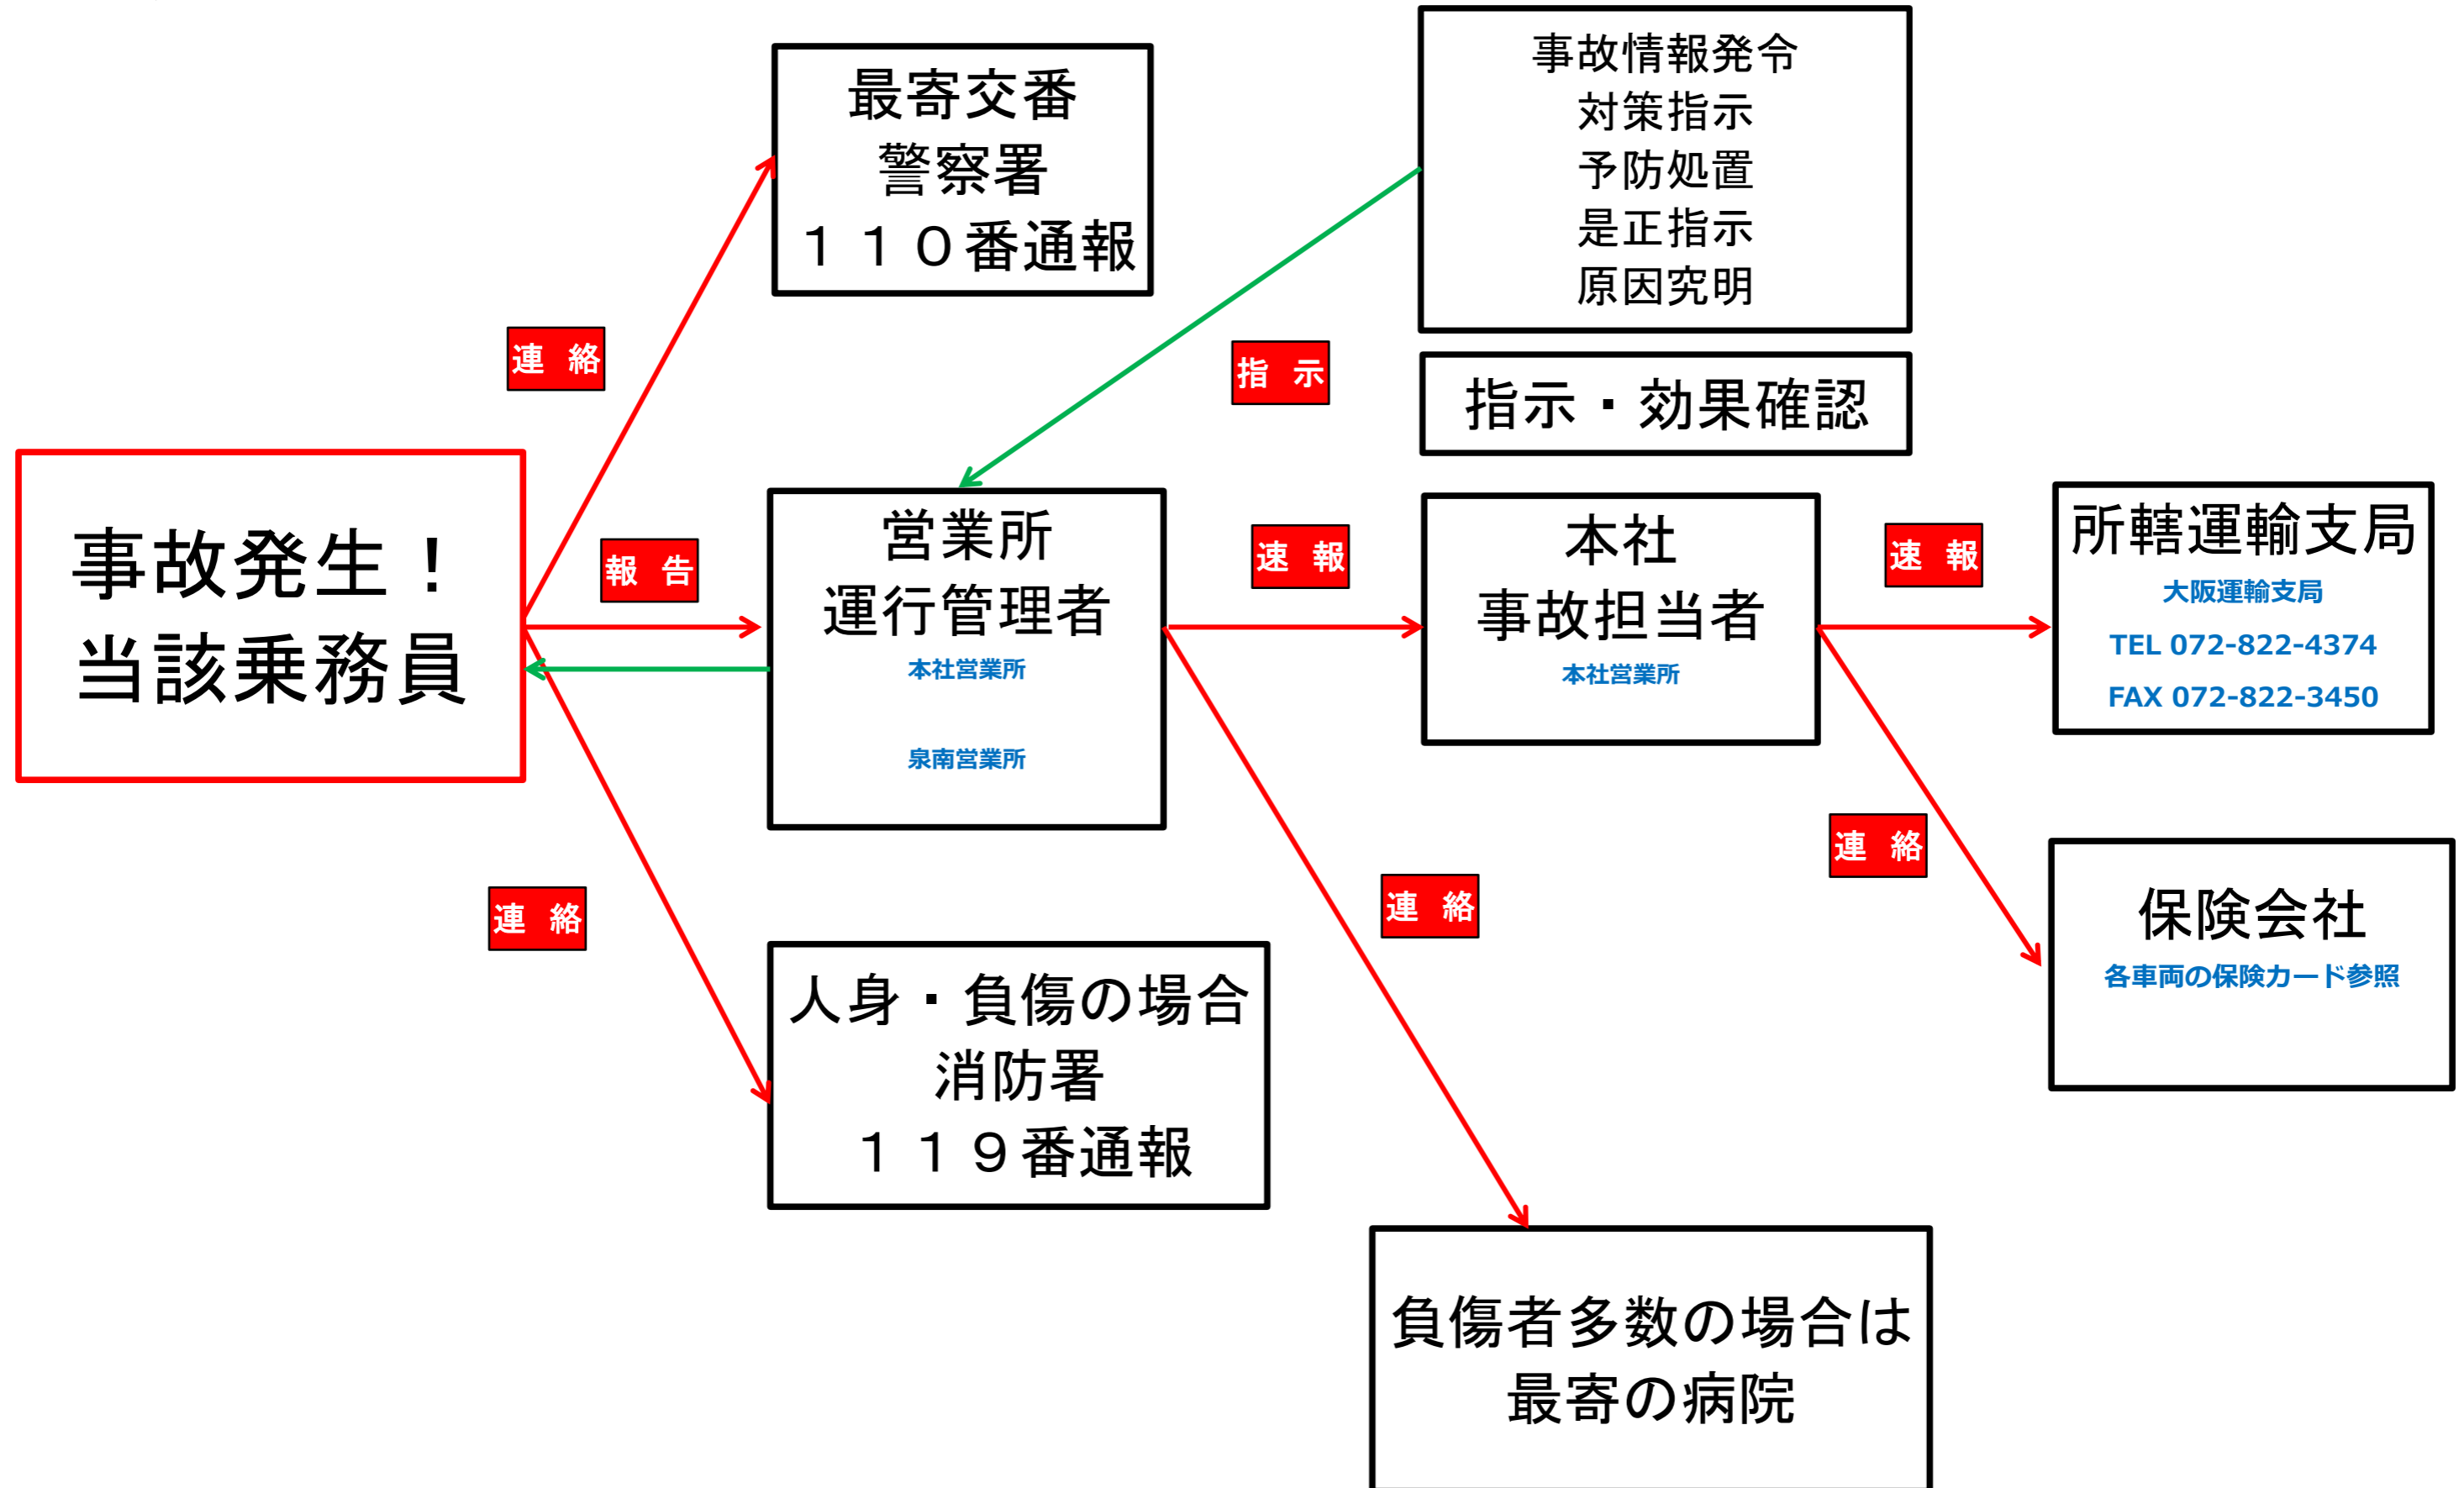 最寄交番
警察署
１１０番通報
事故情報発令
対策指示
予防処置
是正指示
原因究明
連 絡
指 示
指示・効果確認
事故発生！
当該乗務員
報 告
営業所
運行管理者
本社営業所
泉南営業所
速 報
本社
事故担当者
本社営業所
速 報
所轄運輸支局
大阪運輸支局
TEL 072-822-4374
FAX 072-822-3450
連 絡
人身・負傷の場合
消防署
１１９番通報
連 絡
連 絡
保険会社
各車両の保険カード参照
負傷者多数の場合は
最寄の病院